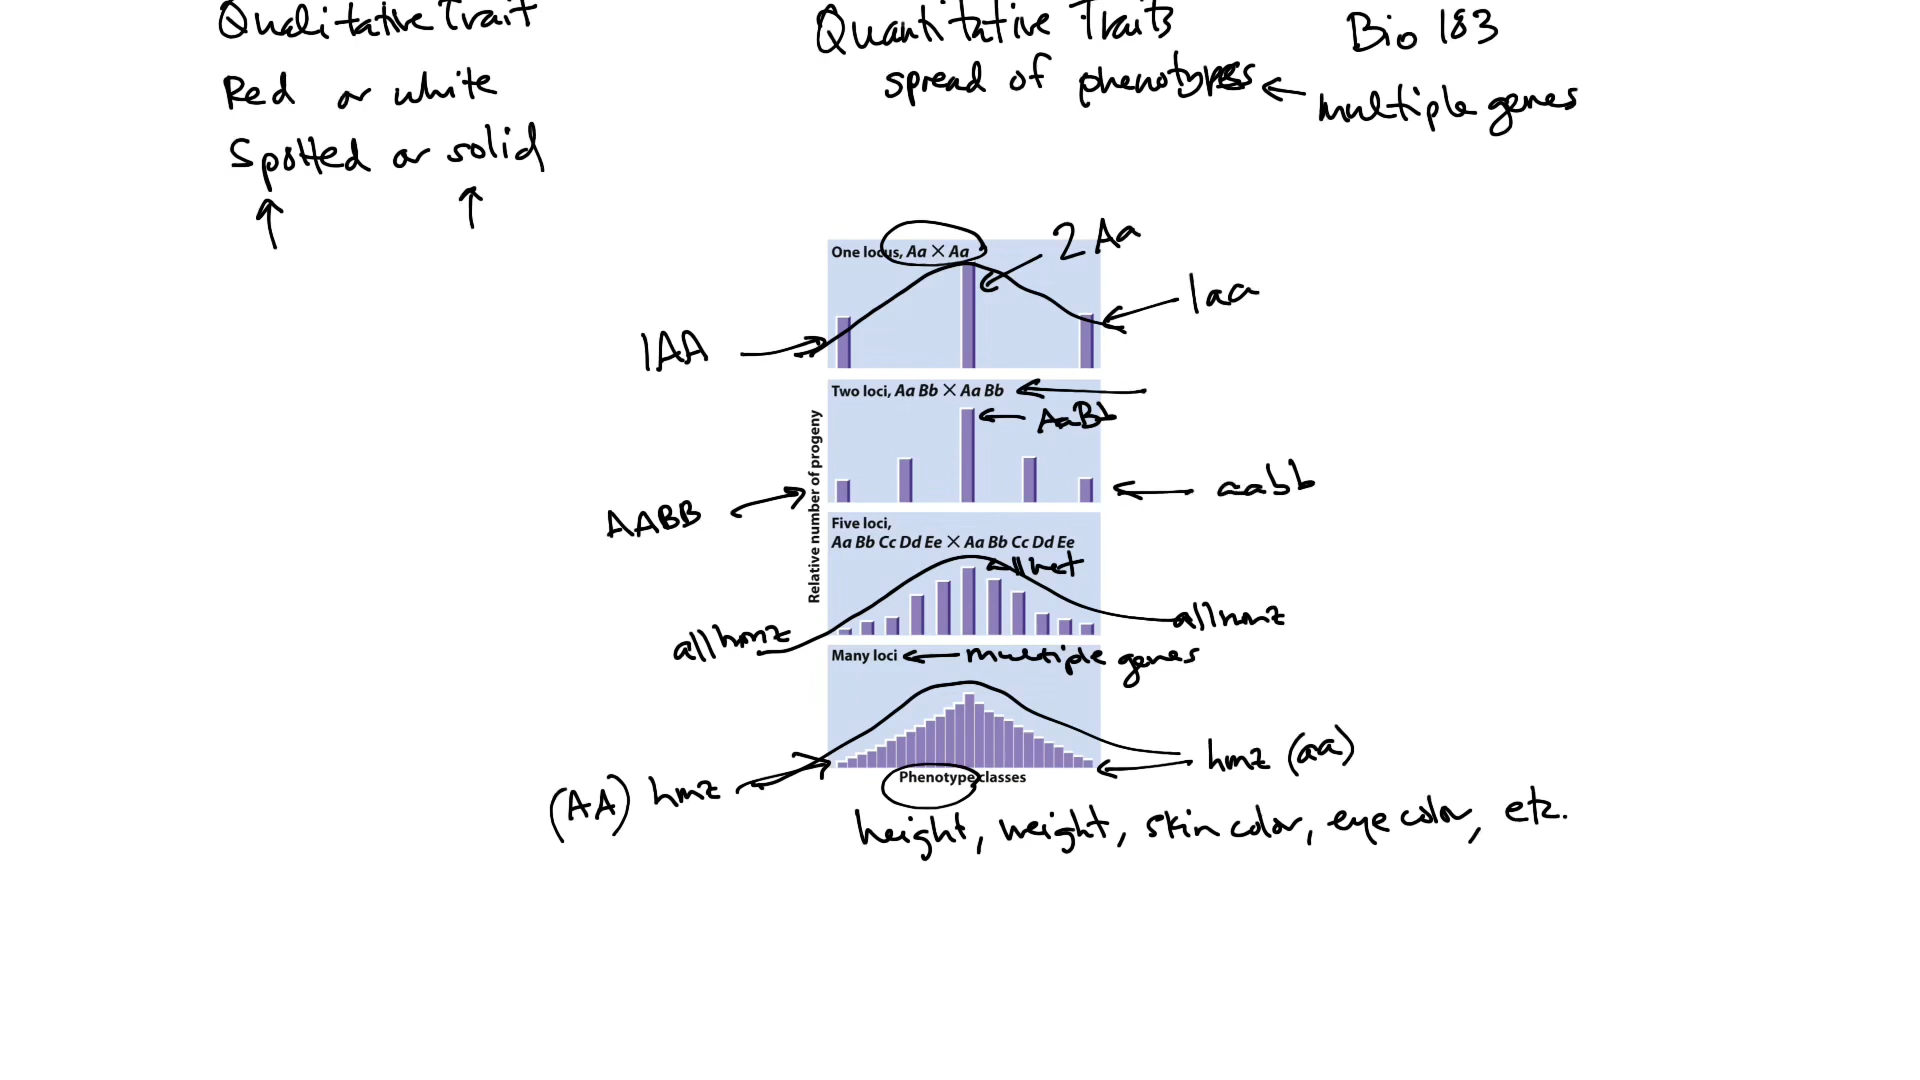 Qualitative Trait
Red or white
Spotted or solid
Quantitative Traits
spread of phenotypes
Bio 183
multiple genes
One locus, Aa × Aa
2 Aa
1aa
1AA
Two loci, Aa Bb × Aa Bb
AaBb
AABB
aabb
Relative number of progeny
Five loci,
Aa Bb Cc Dd Ee × Aa Bb Cc Dd Ee
all het
all hmz
all hmz
Many loci
multiple genes
(AA) hmz
hmz (aa)
Phenotype classes
height, weight, skin color, eye color, etc.